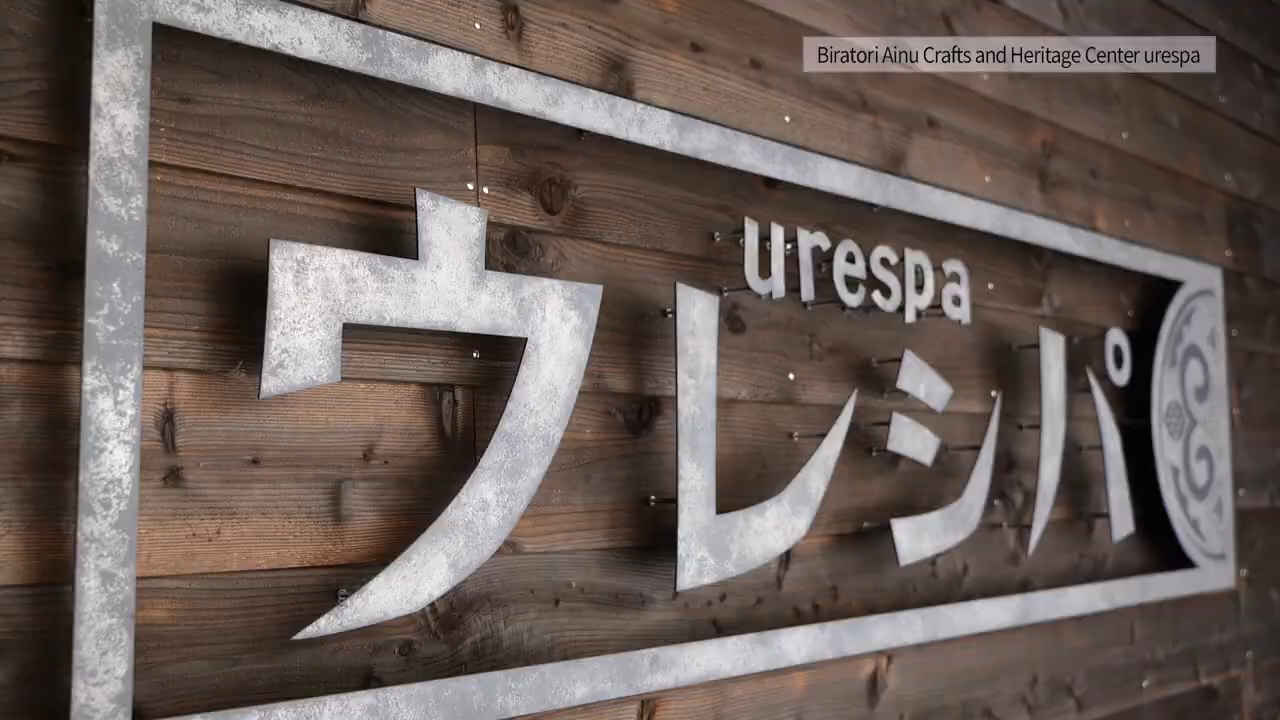 Biratori Ainu Crafts and Heritage Center urespa
urespa
ウレシパ